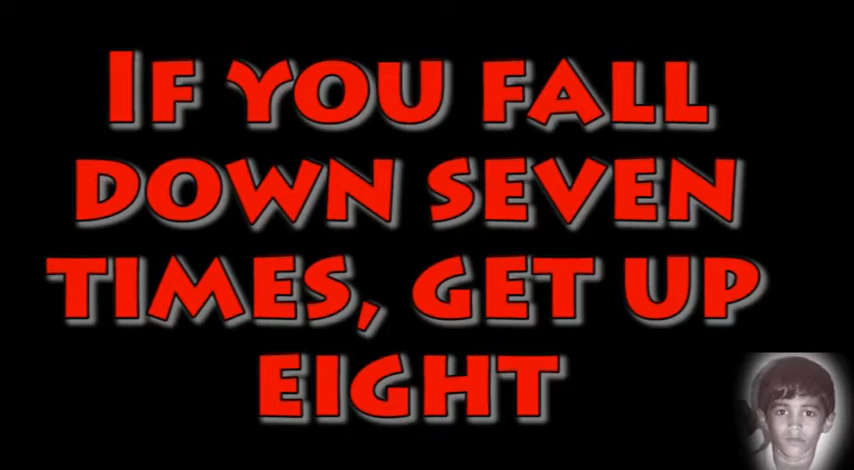 IF YOU FALL
DOWN SEVEN
TIMES, GET UP
EIGHT